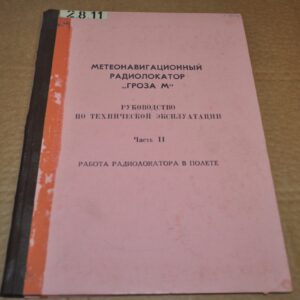 2811
МЕТЕОНАВИГАЦИОННЫЙ
РАДИОЛОКАТОР
„ГРОЗА М"
РУКОВОДСТВО
ПО ТЕХНИЧЕСКОЙ ЭКСПЛУАТАЦИИ
Часть II
РАБОТА РАДИОЛОКАТОРА В ПОЛЕТЕ